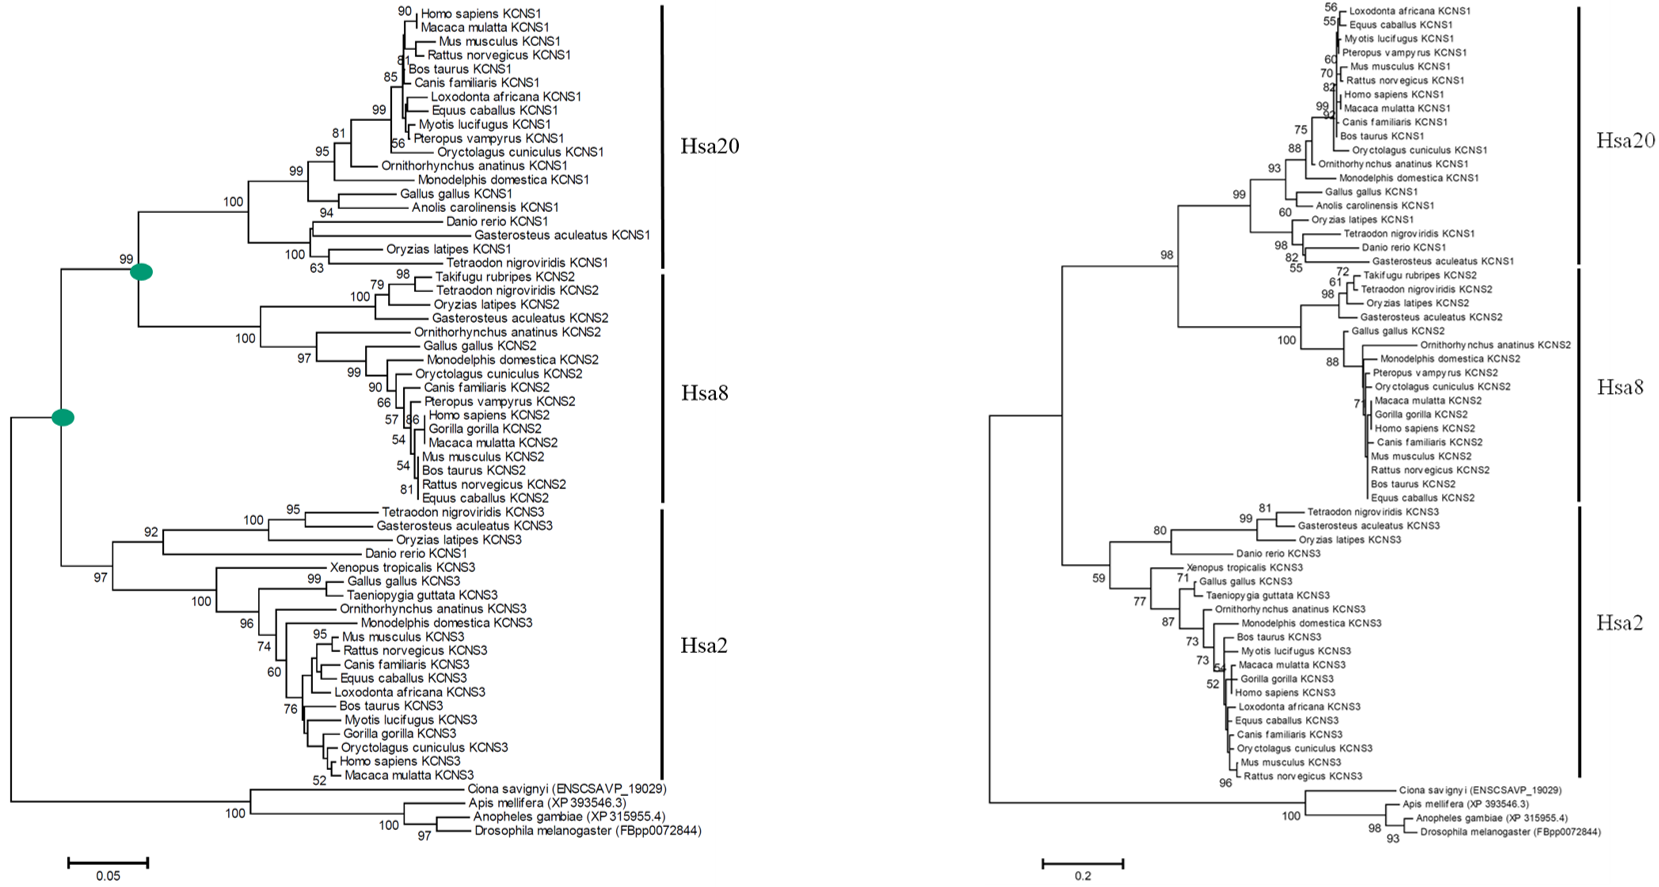 90
Homo sapiens KCNS1
Macaca mulatta KCNS1
Mus musculus KCNS1
Rattus norvegicus KCNS1
81
Bos taurus KCNS1
85
Canis familiaris KCNS1
Loxodonta africana KCNS1
99
Equus caballus KCNS1
Myotis lucifugus KCNS1
81
Pteropus vampyrus KCNS1
56
Hsa20
95
Oryctolagus cuniculus KCNS1
99
Ornithorhynchus anatinus KCNS1
Monodelphis domestica KCNS1
Gallus gallus KCNS1
100
Anolis carolinensis KCNS1
94
Danio rerio KCNS1
Gasterosteus aculeatus KCNS1
100
Oryzias latipes KCNS1
99
Tetraodon nigroviridis KCNS1
63
98
Takifugu rubripes KCNS2
79
Tetraodon nigroviridis KCNS2
100
Oryzias latipes KCNS2
Gasterosteus aculeatus KCNS2
Ornithorhynchus anatinus KCNS2
100
Gallus gallus KCNS2
97
Monodelphis domestica KCNS2
99
Oryctolagus cuniculus KCNS2
90
Canis familiaris KCNS2
Hsa8
66
Pteropus vampyrus KCNS2
57
86
Homo sapiens KCNS2
Gorilla gorilla KCNS2
54
Macaca mulatta KCNS2
Mus musculus KCNS2
54
Bos taurus KCNS2
Rattus norvegicus KCNS2
81
Equus caballus KCNS2
95
Tetraodon nigroviridis KCNS3
100
Gasterosteus aculeatus KCNS3
92
Oryzias latipes KCNS3
Danio rerio KCNS1
97
Xenopus tropicalis KCNS3
99
Gallus gallus KCNS3
100
Taeniopygia guttata KCNS3
Ornithorhynchus anatinus KCNS3
96
Monodelphis domestica KCNS3
95
Mus musculus KCNS3
74
Rattus norvegicus KCNS3
Hsa2
Canis familiaris KCNS3
60
Equus caballus KCNS3
Loxodonta africana KCNS3
76
Bos taurus KCNS3
Myotis lucifugus KCNS3
Gorilla gorilla KCNS3
Oryctolagus cuniculus KCNS3
Homo sapiens KCNS3
52
Macaca mulatta KCNS3
Ciona savignyi (ENSCSAVP_19029)
100
Apis mellifera (XP 393546.3)
100
Anopheles gambiae (XP 315955.4)
97
Drosophila melanogaster (FBpp0072844)
0.05
56
Loxodonta africana KCNS1
55
Equus caballus KCNS1
Myotis lucifugus KCNS1
Pteropus vampyrus KCNS1
60
Mus musculus KCNS1
70
Rattus norvegicus KCNS1
82
Homo sapiens KCNS1
99
Macaca mulatta KCNS1
Canis familiaris KCNS1
75
Bos taurus KCNS1
Hsa20
88
Oryctolagus cuniculus KCNS1
93
Ornithorhynchus anatinus KCNS1
Monodelphis domestica KCNS1
99
Gallus gallus KCNS1
Anolis carolinensis KCNS1
60
Oryzias latipes KCNS1
Tetraodon nigroviridis KCNS1
98
Danio rerio KCNS1
98
82
Gasterosteus aculeatus KCNS1
55
72
Takifugu rubripes KCNS2
61
Tetraodon nigroviridis KCNS2
98
Oryzias latipes KCNS2
Gasterosteus aculeatus KCNS2
Gallus gallus KCNS2
100
Ornithorhynchus anatinus KCNS2
88
Monodelphis domestica KCNS2
Pteropus vampyrus KCNS2
Oryctolagus cuniculus KCNS2
Hsa8
Macaca mulatta KCNS2
Gorilla gorilla KCNS2
Homo sapiens KCNS2
Canis familiaris KCNS2
Mus musculus KCNS2
Rattus norvegicus KCNS2
Bos taurus KCNS2
Equus caballus KCNS2
81
Tetraodon nigroviridis KCNS3
99
Gasterosteus aculeatus KCNS3
80
Oryzias latipes KCNS3
Danio rerio KCNS3
59
Xenopus tropicalis KCNS3
71
Gallus gallus KCNS3
77
Taeniopygia guttata KCNS3
Ornithorhynchus anatinus KCNS3
87
Monodelphis domestica KCNS3
Hsa2
73
Bos taurus KCNS3
Myotis lucifugus KCNS3
73
Macaca mulatta KCNS3
52
Gorilla gorilla KCNS3
Homo sapiens KCNS3
Loxodonta africana KCNS3
Equus caballus KCNS3
Canis familiaris KCNS3
Oryctolagus cuniculus KCNS3
Mus musculus KCNS3
96
Rattus norvegicus KCNS3
Ciona savignyi (ENSCSAVP_19029)
100
Apis mellifera (XP 393546.3)
98
Anopheles gambiae (XP 315955.4)
93
Drosophila melanogaster (FBpp0072844)
0.2